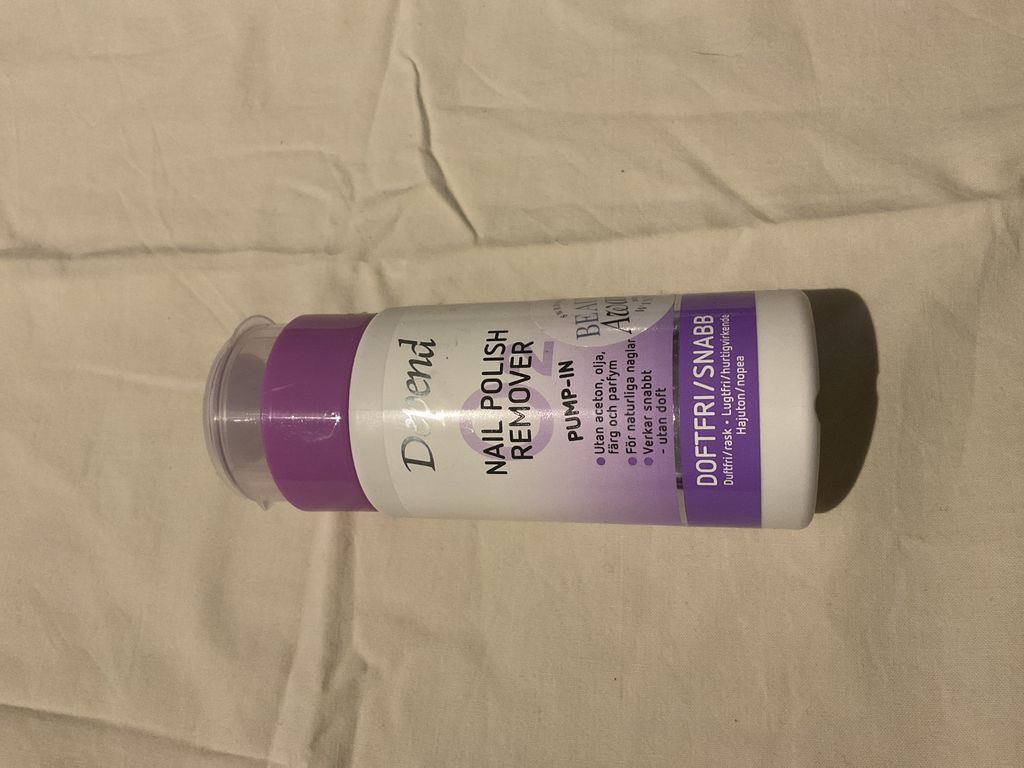 Depend
O2
NAIL POLISH
REMOVER
PUMP-IN
• Utan aceton, olja,
färg och parfym
• För naturliga naglar
• Verkar snabbt
- utan doft
DOFTFRI/SNABB
Duftfri/rask • Lugtfri/hurtigvirkende
Hajuton/nopea